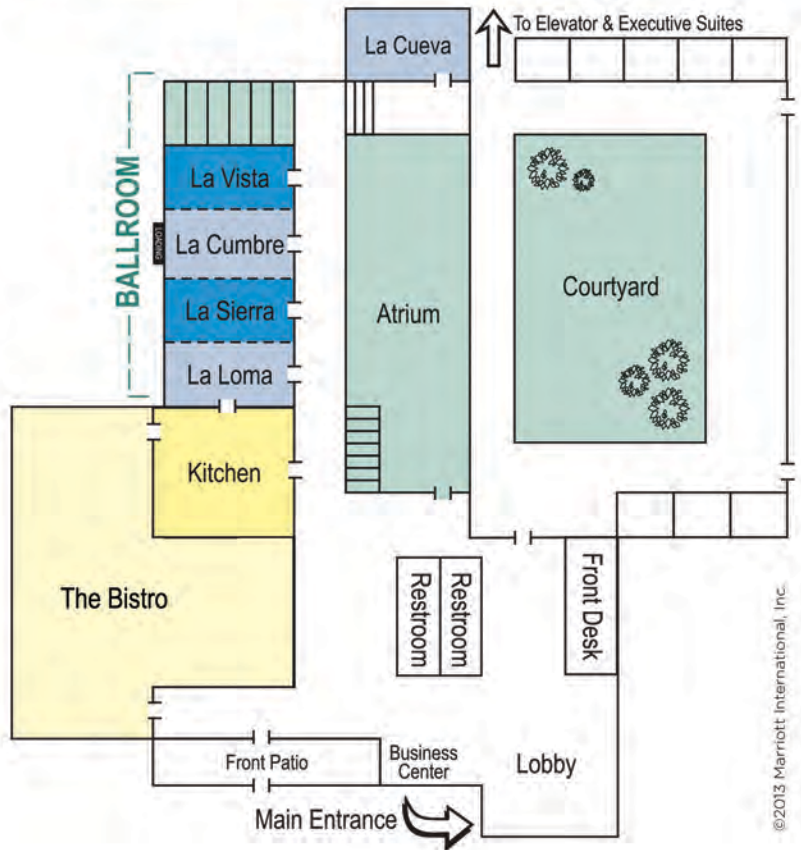 To Elevator & Executive Suites
La Cueva
BALLROOM
La Vista
LOADING
La Cumbre
La Sierra
La Loma
Atrium
Courtyard
Kitchen
The Bistro
Restroom
Restroom
Front Desk
Front Patio
Business
Center
Lobby
Main Entrance
©2013 Marriott International, Inc.